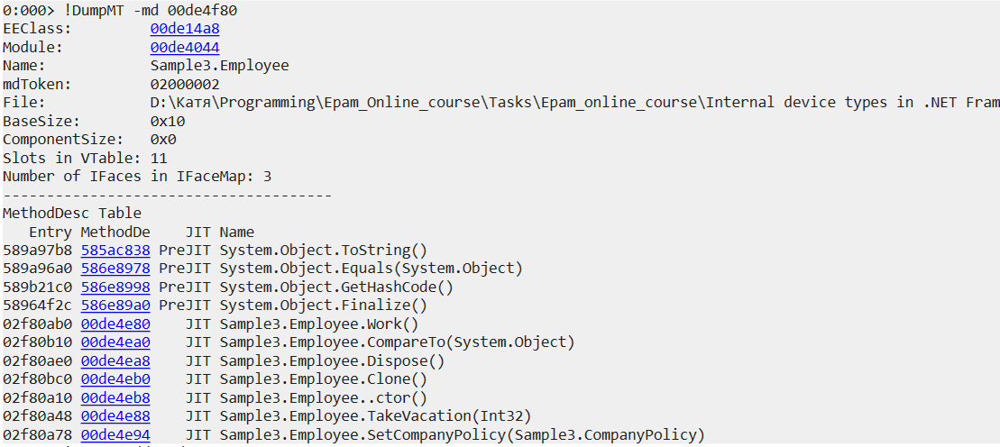 0:000> !DumpMT -md 00de4f80
EEClass: 00de14a8
Module: 00de4044
Name: Sample3.Employee
mdToken: 02000002
File: D:\Катя\Programming\Epam_Online_course\Tasks\Epam_online_course\Internal device types in .NET Fram
BaseSize: 0x10
ComponentSize: 0x0
Slots in VTable: 11
Number of IFaces in IFaceMap: 3
--------------------------------------
MethodDesc Table
Entry MethodDe JIT Name
589a97b8 585ac838 PreJIT System.Object.ToString()
589a96a0 586e8978 PreJIT System.Object.Equals(System.Object)
589b21c0 586e8998 PreJIT System.Object.GetHashCode()
58964f2c 586e89a0 PreJIT System.Object.Finalize()
02f80ab0 00de4e80 JIT Sample3.Employee.Work()
02f80b10 00de4ea0 JIT Sample3.Employee.CompareTo(System.Object)
02f80ae0 00de4ea8 JIT Sample3.Employee.Dispose()
02f80bc0 00de4eb0 JIT Sample3.Employee.Clone()
02f80a10 00de4eb8 JIT Sample3.Employee..ctor()
02f80a48 00de4e88 JIT Sample3.Employee.TakeVacation(Int32)
02f80a78 00de4e94 JIT Sample3.Employee.SetCompanyPolicy(Sample3.CompanyPolicy)